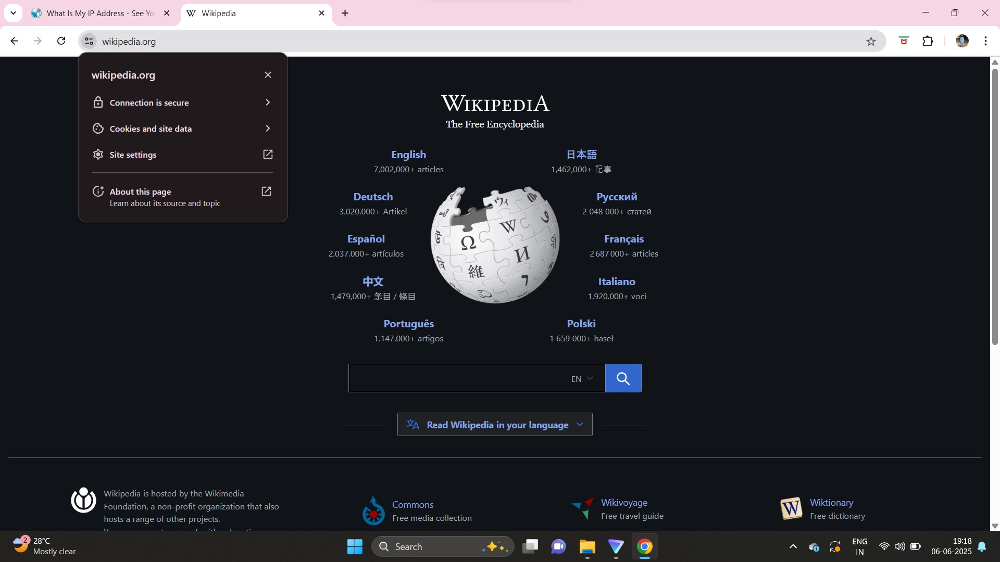 What Is My IP Address - See Yo
Wikipedia
wikipedia.org
wikipedia.org
Connection is secure
Cookies and site data
Site settings
About this page
Learn about its source and topic
WIKIPEDIA
The Free Encyclopedia
English
7,002,000+ articles
日本語
1,462,000+ 記事
Deutsch
3.020.000+ Artikel
Русский
2 048 000+ статей
Español
2.037.000+ artículos
Français
2 687 000+ articles
中文
1,479,000+ 条目 / 條目
Italiano
1.920.000+ voci
Português
1.147.000+ artigos
Polski
1 659 000+ haseł
Ω
W
И
維
ウィ
EN
Read Wikipedia in your language
Wikipedia is hosted by the Wikimedia
Foundation, a non-profit organization that also
hosts a range of other projects.
Commons
Free media collection
Wikivoyage
Free travel guide
W
Wiktionary
Free dictionary
2
28°C
Mostly clear
Search
ENG
IN
19:18
06-06-2025